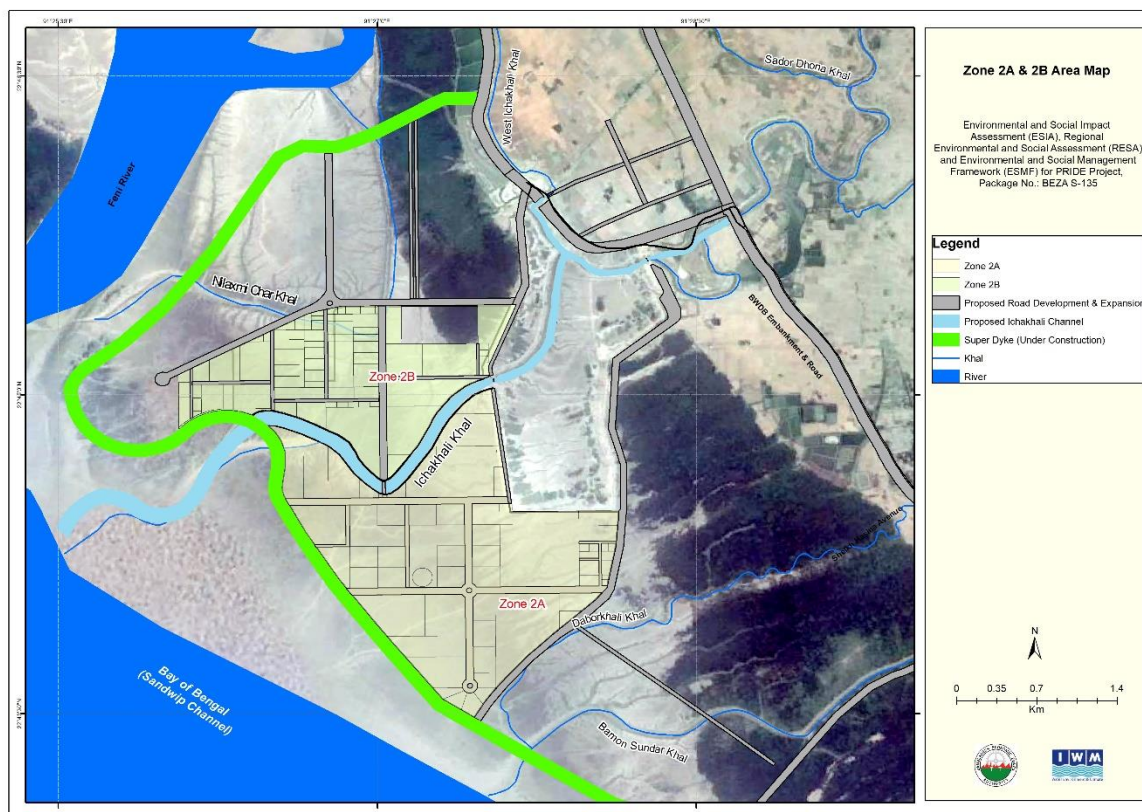 Zone 2A & 2B Area Map
Environmental and Social Impact
Assessment (ESIA), Regional
Environmental and Social Assessment (RESA)
and Environmental and Social Management
Framework (ESMF) for PRIDE Project,
Package No.: BEZA S-135
Legend
Zone 2A
Zone 2B
Proposed Road Development & Expansion
Proposed Ichakhali Channel
Super Dyke (Under Construction)
Khal
River
N
0 0.35 0.7 1.4
Km
IWM
Sador Dhona Khal
West Ichakhali Khal
Feni River
Nilaxmi Char Khal
BWDB Embankment & Road
Zone 2B
Ichakhali Khal
Zone 2A
Daborkhali Khal
Bamon Sundar Khal
Bay of Bengal
(Sandwip Channel)